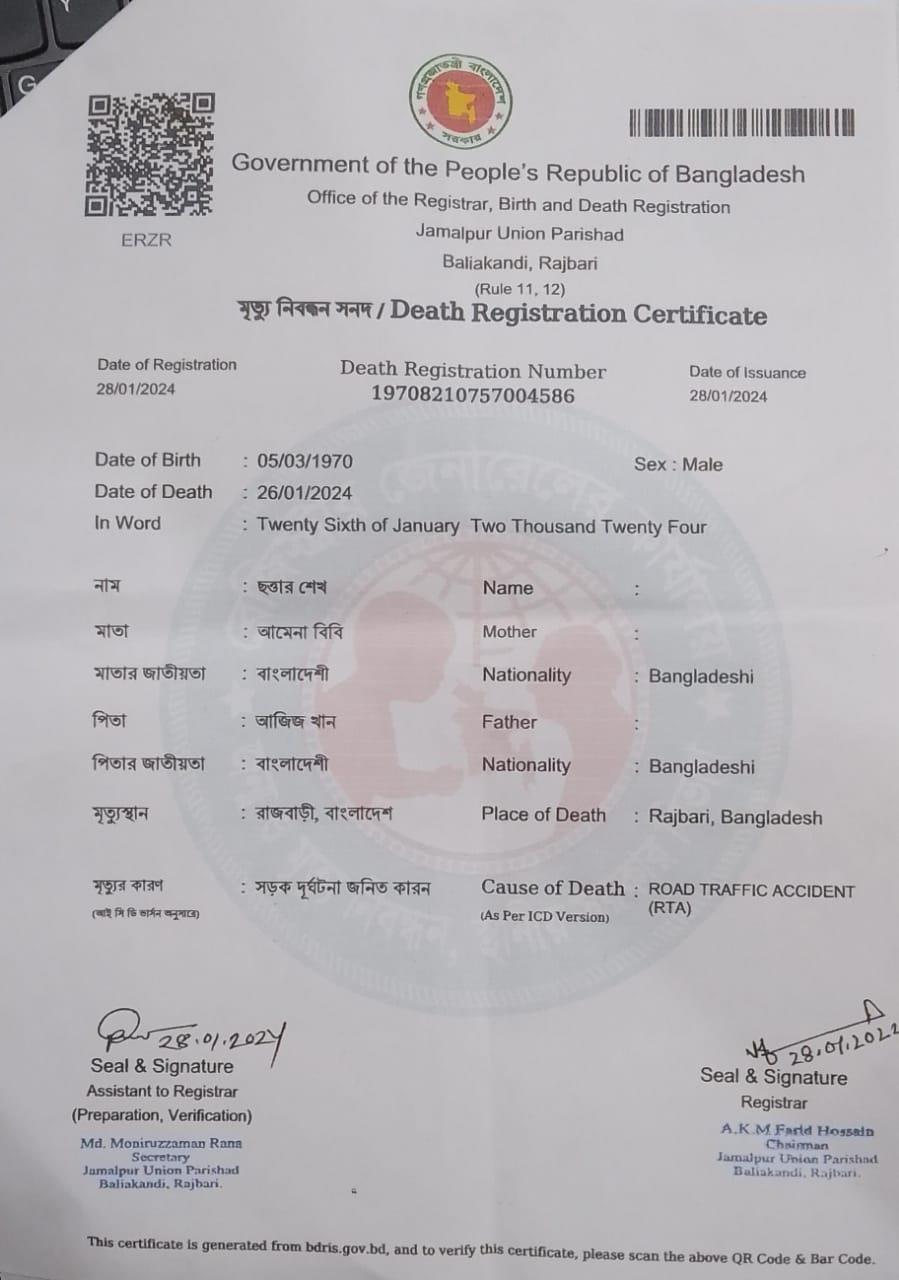 G
গণপ্রজাতন্ত্রী বাংলাদেশ
সরকার
ERZR
Government of the People's Republic of Bangladesh
Office of the Registrar, Birth and Death Registration
Jamalpur Union Parishad
Baliakandi, Rajbari
(Rule 11, 12)
মৃত্যু নিবন্ধন সনদ / Death Registration Certificate
Date of Registration Death Registration Number Date of Issuance
28/01/2024 19708210757004586 28/01/2024
Date of Birth : 05/03/1970 Sex : Male
Date of Death : 26/01/2024
In Word : Twenty Sixth of January Two Thousand Twenty Four
নাম : ছত্তার শেখ Name :
মাতা : আমেনা বিবি Mother :
মাতার জাতীয়তা : বাংলাদেশী Nationality : Bangladeshi
পিতা : আজিজ খান Father :
পিতার জাতীয়তা : বাংলাদেশী Nationality : Bangladeshi
মৃত্যুস্থান : রাজবাড়ী, বাংলাদেশ Place of Death : Rajbari, Bangladesh
মৃত্যুর কারণ : সড়ক দূর্ঘটনা জনিত কারন Cause of Death : ROAD TRAFFIC ACCIDENT
(আই সি ডি ভার্সন অনুসারে) (As Per ICD Version) (RTA)
28.01.2024 28.01.202
Seal & Signature Seal & Signature
Assistant to Registrar Registrar
(Preparation, Verification)
Md. Moniruzzaman Rana A.K.M Farid Hossain
Secretary Chairman
Jamalpur Union Parishad Jamalpur Union Parishad
Baliakandi, Rajbari. Baliakandi, Rajbari.
This certificate is generated from bdris.gov.bd, and to verify this certificate, please scan the above QR Code & Bar Code.